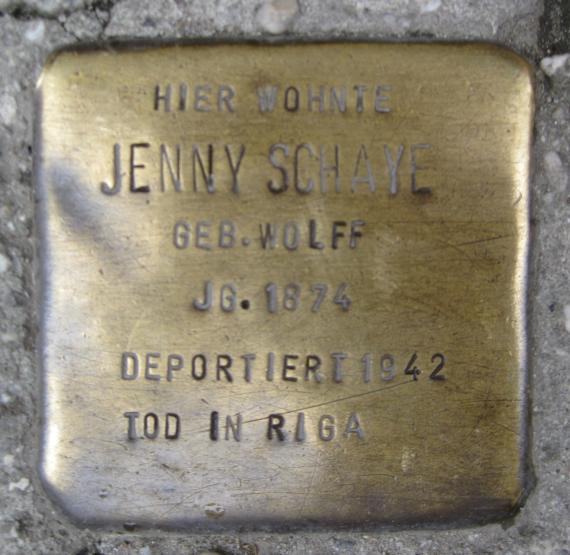 HIER WOHNTE
JENNY SCHAYE
GEB. WOLFF
JG. 1874
DEPORTIERT 1942
TOD IN RIGA